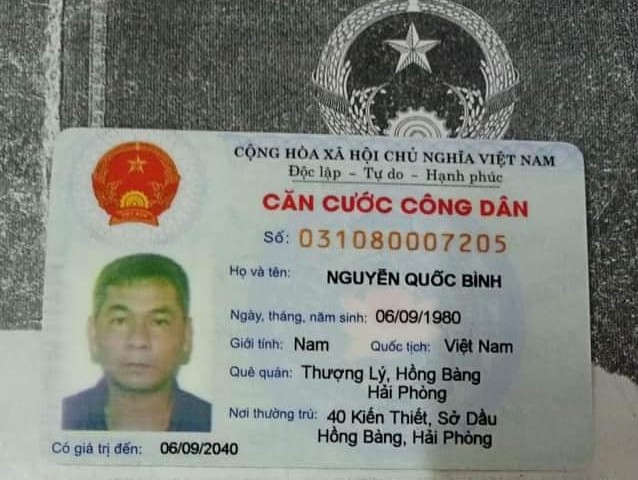 CỘNG HÒA XÃ HỘI CHỦ NGHĨA VIỆT NAM
Độc lập - Tự do - Hạnh phúc
CĂN CƯỚC CÔNG DÂN
Số: 031080007205
Họ và tên: NGUYỄN QUỐC BÌNH
Ngày, tháng, năm sinh: 06/09/1980
Giới tính: Nam Quốc tịch: Việt Nam
Quê quán: Thượng Lý, Hồng Bàng
Hải Phòng
Nơi thường trú: 40 Kiến Thiết, Sở Dầu
Hồng Bàng, Hải Phòng
Có giá trị đến: 06/09/2040